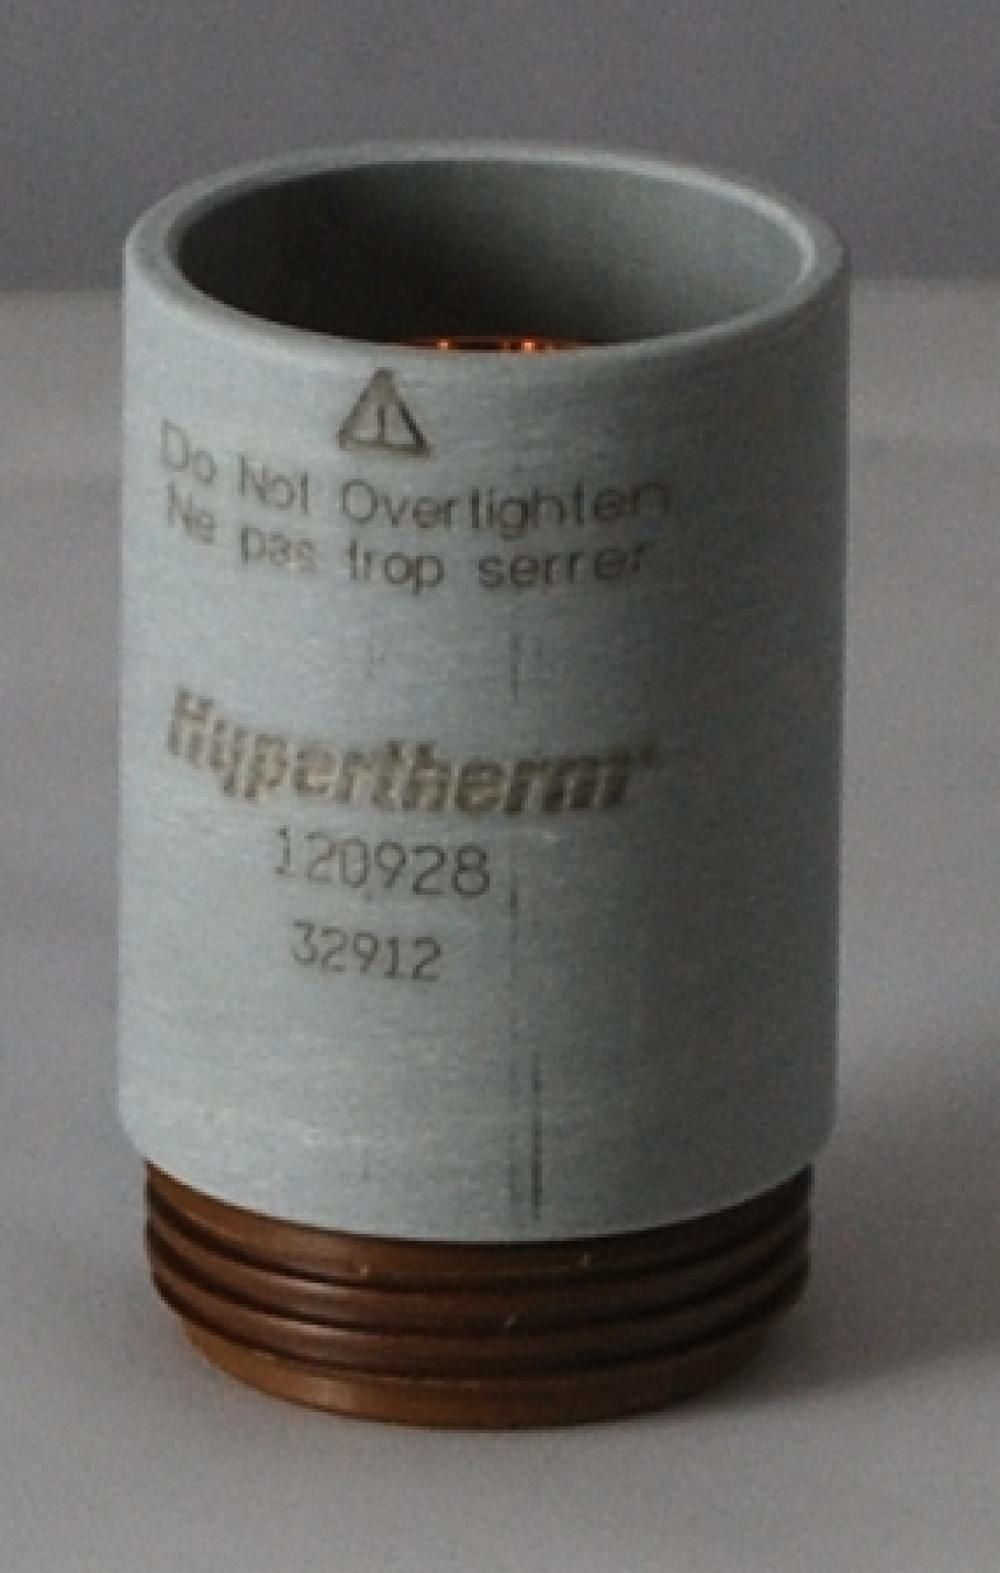 Do Not Overtighten
Ne pas trop serrer
Hypertherm
120928
32912